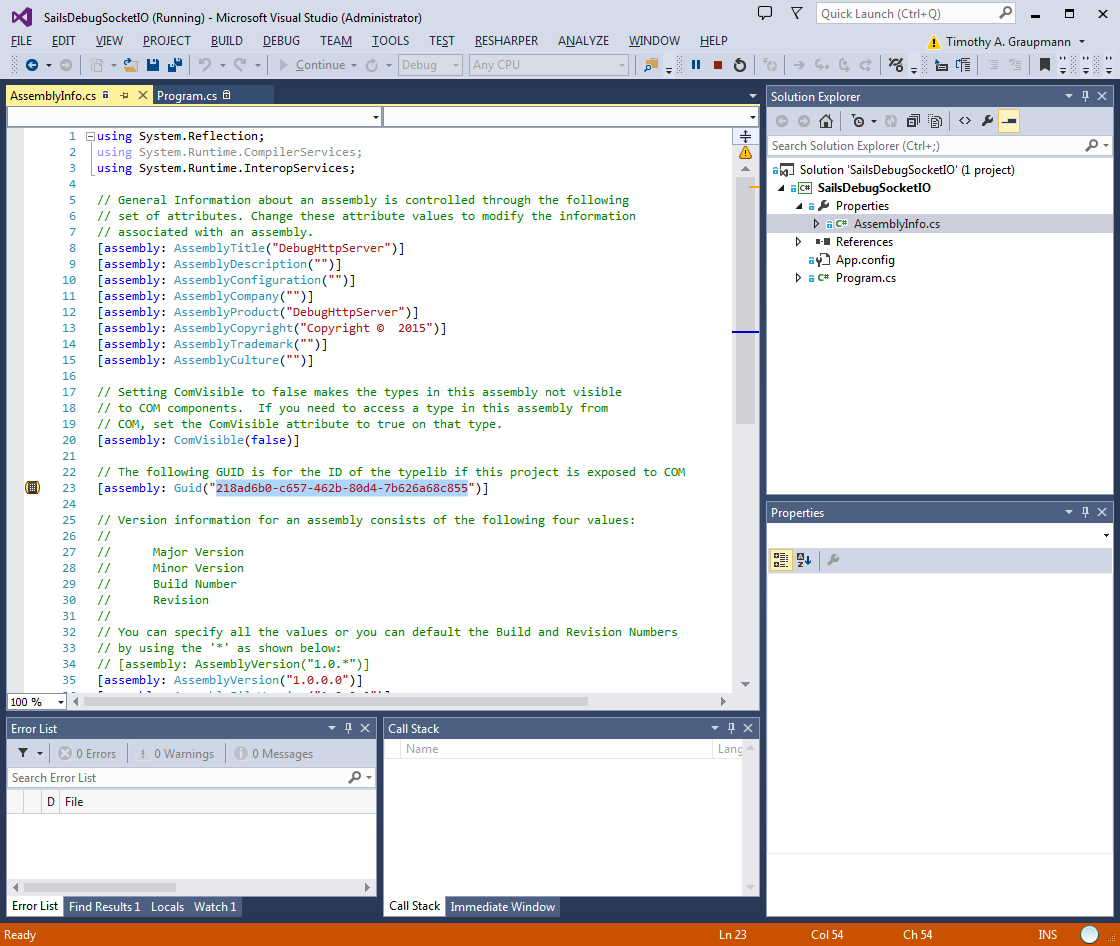 SailsDebugSocketIO (Running) - Microsoft Visual Studio (Administrator)
Quick Launch (Ctrl+Q)
FILE EDIT VIEW PROJECT BUILD DEBUG TEAM TOOLS TEST RESHARPER ANALYZE WINDOW HELP
Timothy A. Graupmann
Continue Debug Any CPU
AssemblyInfo.cs Program.cs
1 using System.Reflection;
2 using System.Runtime.CompilerServices;
3 using System.Runtime.InteropServices;
4
5 // General Information about an assembly is controlled through the following
6 // set of attributes. Change these attribute values to modify the information
7 // associated with an assembly.
8 [assembly: AssemblyTitle("DebugHttpServer")]
9 [assembly: AssemblyDescription("")]
10 [assembly: AssemblyConfiguration("")]
11 [assembly: AssemblyCompany("")]
12 [assembly: AssemblyProduct("DebugHttpServer")]
13 [assembly: AssemblyCopyright("Copyright ©  2015")]
14 [assembly: AssemblyTrademark("")]
15 [assembly: AssemblyCulture("")]
16
17 // Setting ComVisible to false makes the types in this assembly not visible
18 // to COM components.  If you need to access a type in this assembly from
19 // COM, set the ComVisible attribute to true on that type.
20 [assembly: ComVisible(false)]
21
22 // The following GUID is for the ID of the typelib if this project is exposed to COM
23 [assembly: Guid("218ad6b0-c657-462b-80d4-7b626a68c855")]
24
25 // Version information for an assembly consists of the following four values:
26 //
27 //      Major Version
28 //      Minor Version
29 //      Build Number
30 //      Revision
31 //
32 // You can specify all the values or you can default the Build and Revision Numbers
33 // by using the '*' as shown below:
34 // [assembly: AssemblyVersion("1.0.*")]
35 [assembly: AssemblyVersion("1.0.0.0")]
100 %
Solution Explorer
Search Solution Explorer (Ctrl+;)
Solution 'SailsDebugSocketIO' (1 project)
C# SailsDebugSocketIO
Properties
C# AssemblyInfo.cs
References
App.config
C# Program.cs
Properties
Error List
0 Errors 0 Warnings 0 Messages
Search Error List
D File
Error List Find Results 1 Locals Watch 1
Call Stack
Name Lang
Call Stack Immediate Window
Ready Ln 23 Col 54 Ch 54 INS